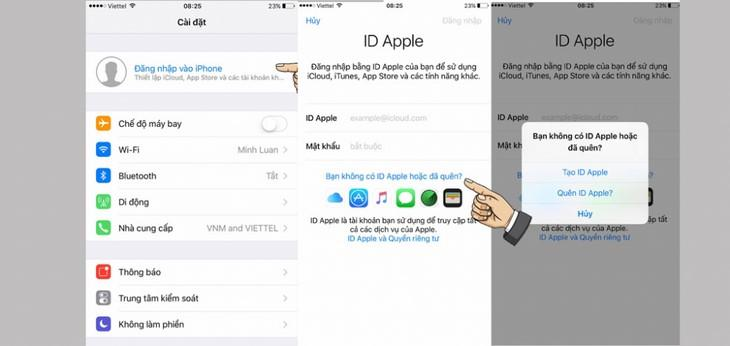 Viettel 08:25 23%
Cài đặt
Đăng nhập vào iPhone
Thiết lập iCloud, App Store và các tài khoản kh...
Chế độ máy bay
Wi-Fi Minh Luan
Bluetooth Tắt
Di động
Nhà cung cấp VNM and VIETTEL
Thông báo
Trung tâm kiểm soát
Không làm phiền
Viettel 08:25 23%
Hủy Đăng nhập
ID Apple
Đăng nhập bằng ID Apple của bạn để sử dụng
iCloud, iTunes, App Store và các tính năng khác.
ID Apple example@icloud.com
Mật khẩu bắt buộc
Bạn không có ID Apple hoặc đã quên?
ID Apple là tài khoản bạn sử dụng để truy cập tất
cả các dịch vụ của Apple.
ID Apple và Quyền riêng tư
Viettel 08:25 23%
Hủy Đăng nhập
ID Apple
Đăng nhập bằng ID Apple của bạn để sử dụng
iCloud, iTunes, App Store và các tính năng khác.
ID Apple example@icloud.com
Mật kh
Bạn không có ID Apple hoặc
đã quên?
Tạo ID Apple
Quên ID Apple?
Hủy
ID A tất
cả các dịch vụ của Apple.
ID Apple và Quyền riêng tư